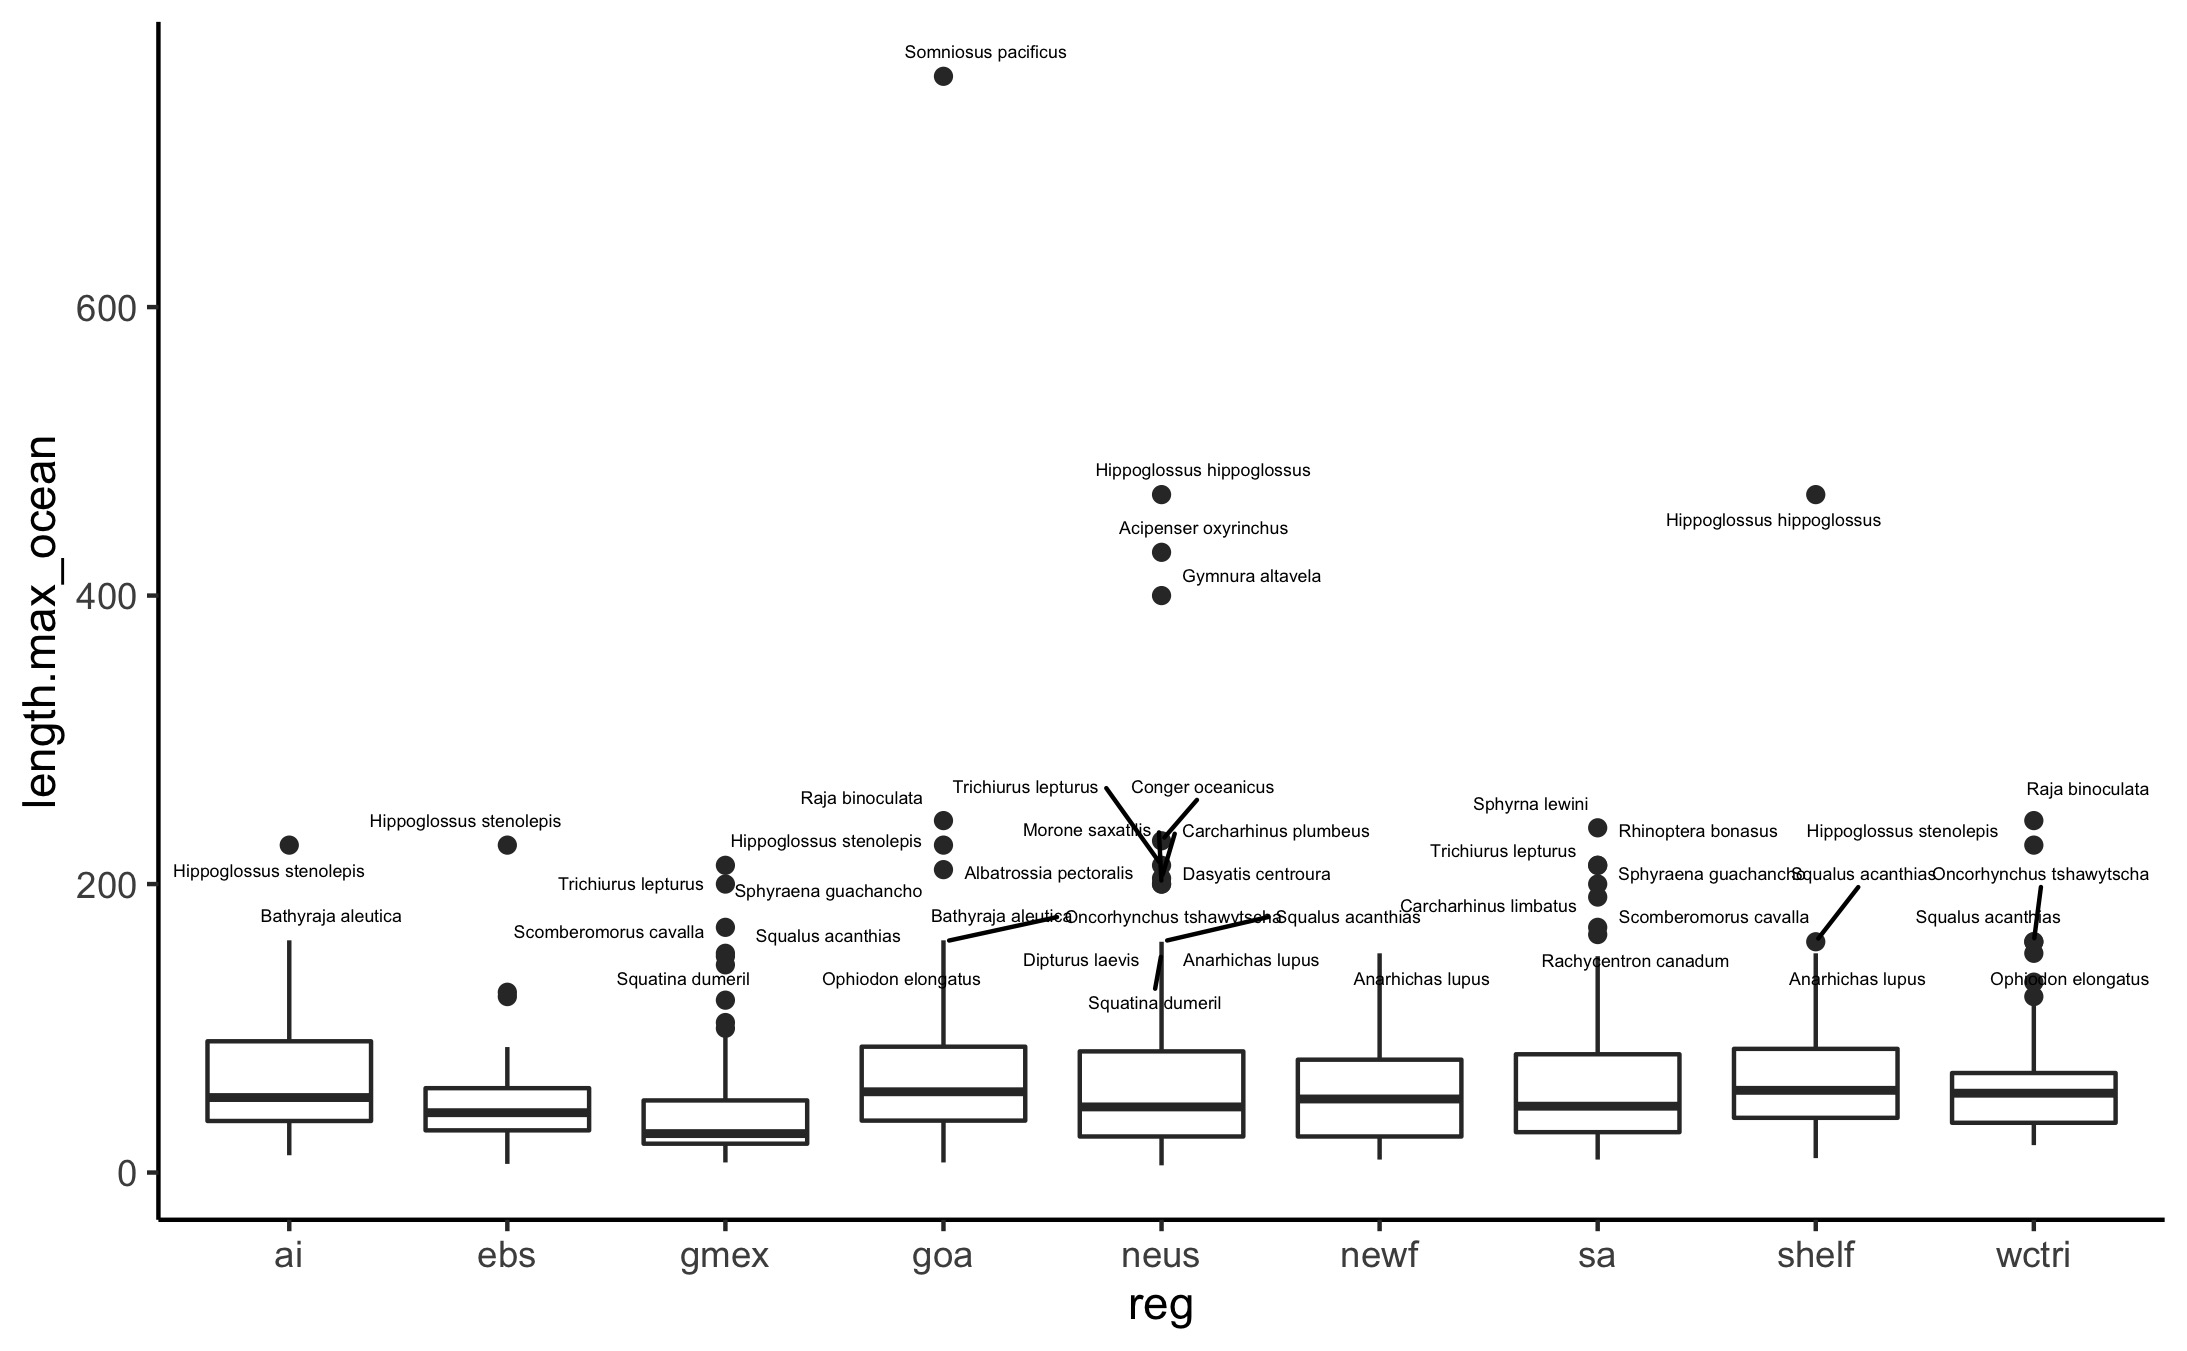 Somniosus pacificus
600
Hippoglossus hippoglossus
Hippoglossus hippoglossus
Acipenser oxyrinchus
Gymnura altavela
400
length.max_ocean
Trichiurus lepturus
Conger oceanicus
Raja binoculata
Raja binoculata
Sphyrna lewini
Hippoglossus stenolepis
Morone saxatilis
Carcharhinus plumbeus
Rhinoptera bonasus
Hippoglossus stenolepis
Hippoglossus stenolepis
Trichiurus lepturus
Hippoglossus stenolepis
Albatrossia pectoralis
Dasyatis centroura
Sphyraena guachancho
Squalus acanthias
Oncorhynchus tshawytscha
200
Trichiurus lepturus
Sphyraena guachancho
Carcharhinus limbatus
Bathyraja aleutica
Bathyraja aleutica
Oncorhynchus tshawytscha
Squalus acanthias
Scomberomorus cavalla
Squalus acanthias
Scomberomorus cavalla
Squalus acanthias
Dipturus laevis
Anarhichas lupus
Rachycentron canadum
Squatina dumeril
Ophiodon elongatus
Anarhichas lupus
Anarhichas lupus
Ophiodon elongatus
Squatina dumeril
0
ai ebs gmex goa neus newf sa shelf wctri
reg